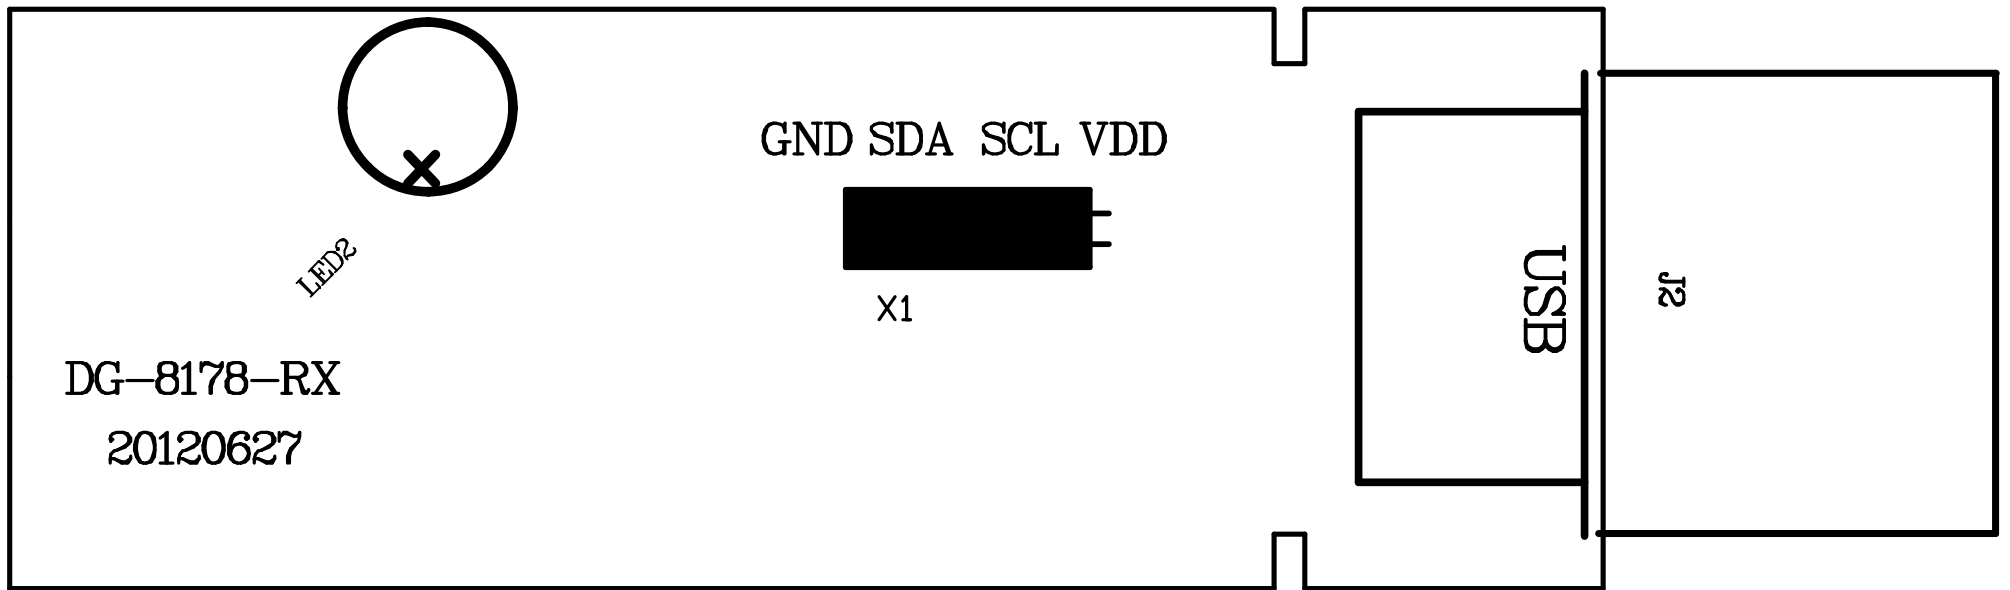 GND SDA SCL VDD
LED2
X1
USB
J2
DG-8178-RX
20120627